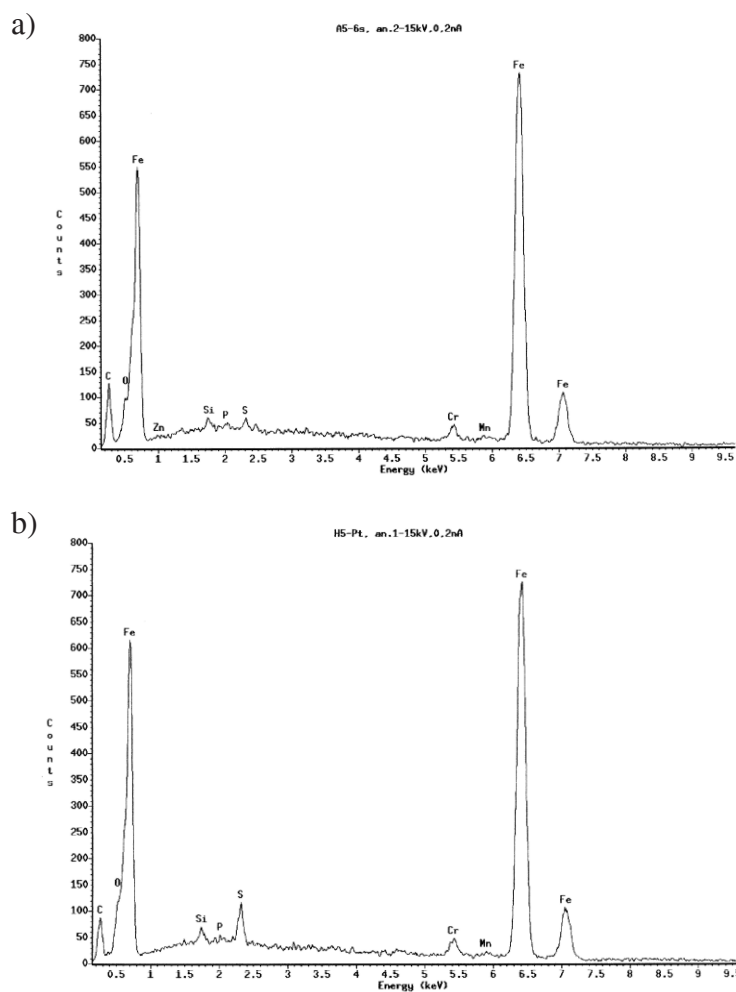 a)
A5-6s, an.2-15kV,0,2nA
800
750
700
650
600
550
500
450
400
350
300
250
200
150
100
50
0
Counts
C
O
Fe
Zn
Si
P
S
Cr
Mn
Fe
Fe
0.5 1 1.5 2 2.5 3 3.5 4 4.5 5 5.5 6 6.5 7 7.5 8 8.5 9 9.5
Energy (keV)
b)
H5-Pt, an.1-15kV,0,2nA
800
750
700
650
600
550
500
450
400
350
300
250
200
150
100
50
0
Counts
C
O
Fe
Si
P
S
Cr
Mn
Fe
Fe
0.5 1 1.5 2 2.5 3 3.5 4 4.5 5 5.5 6 6.5 7 7.5 8 8.5 9 9.5
Energy (keV)